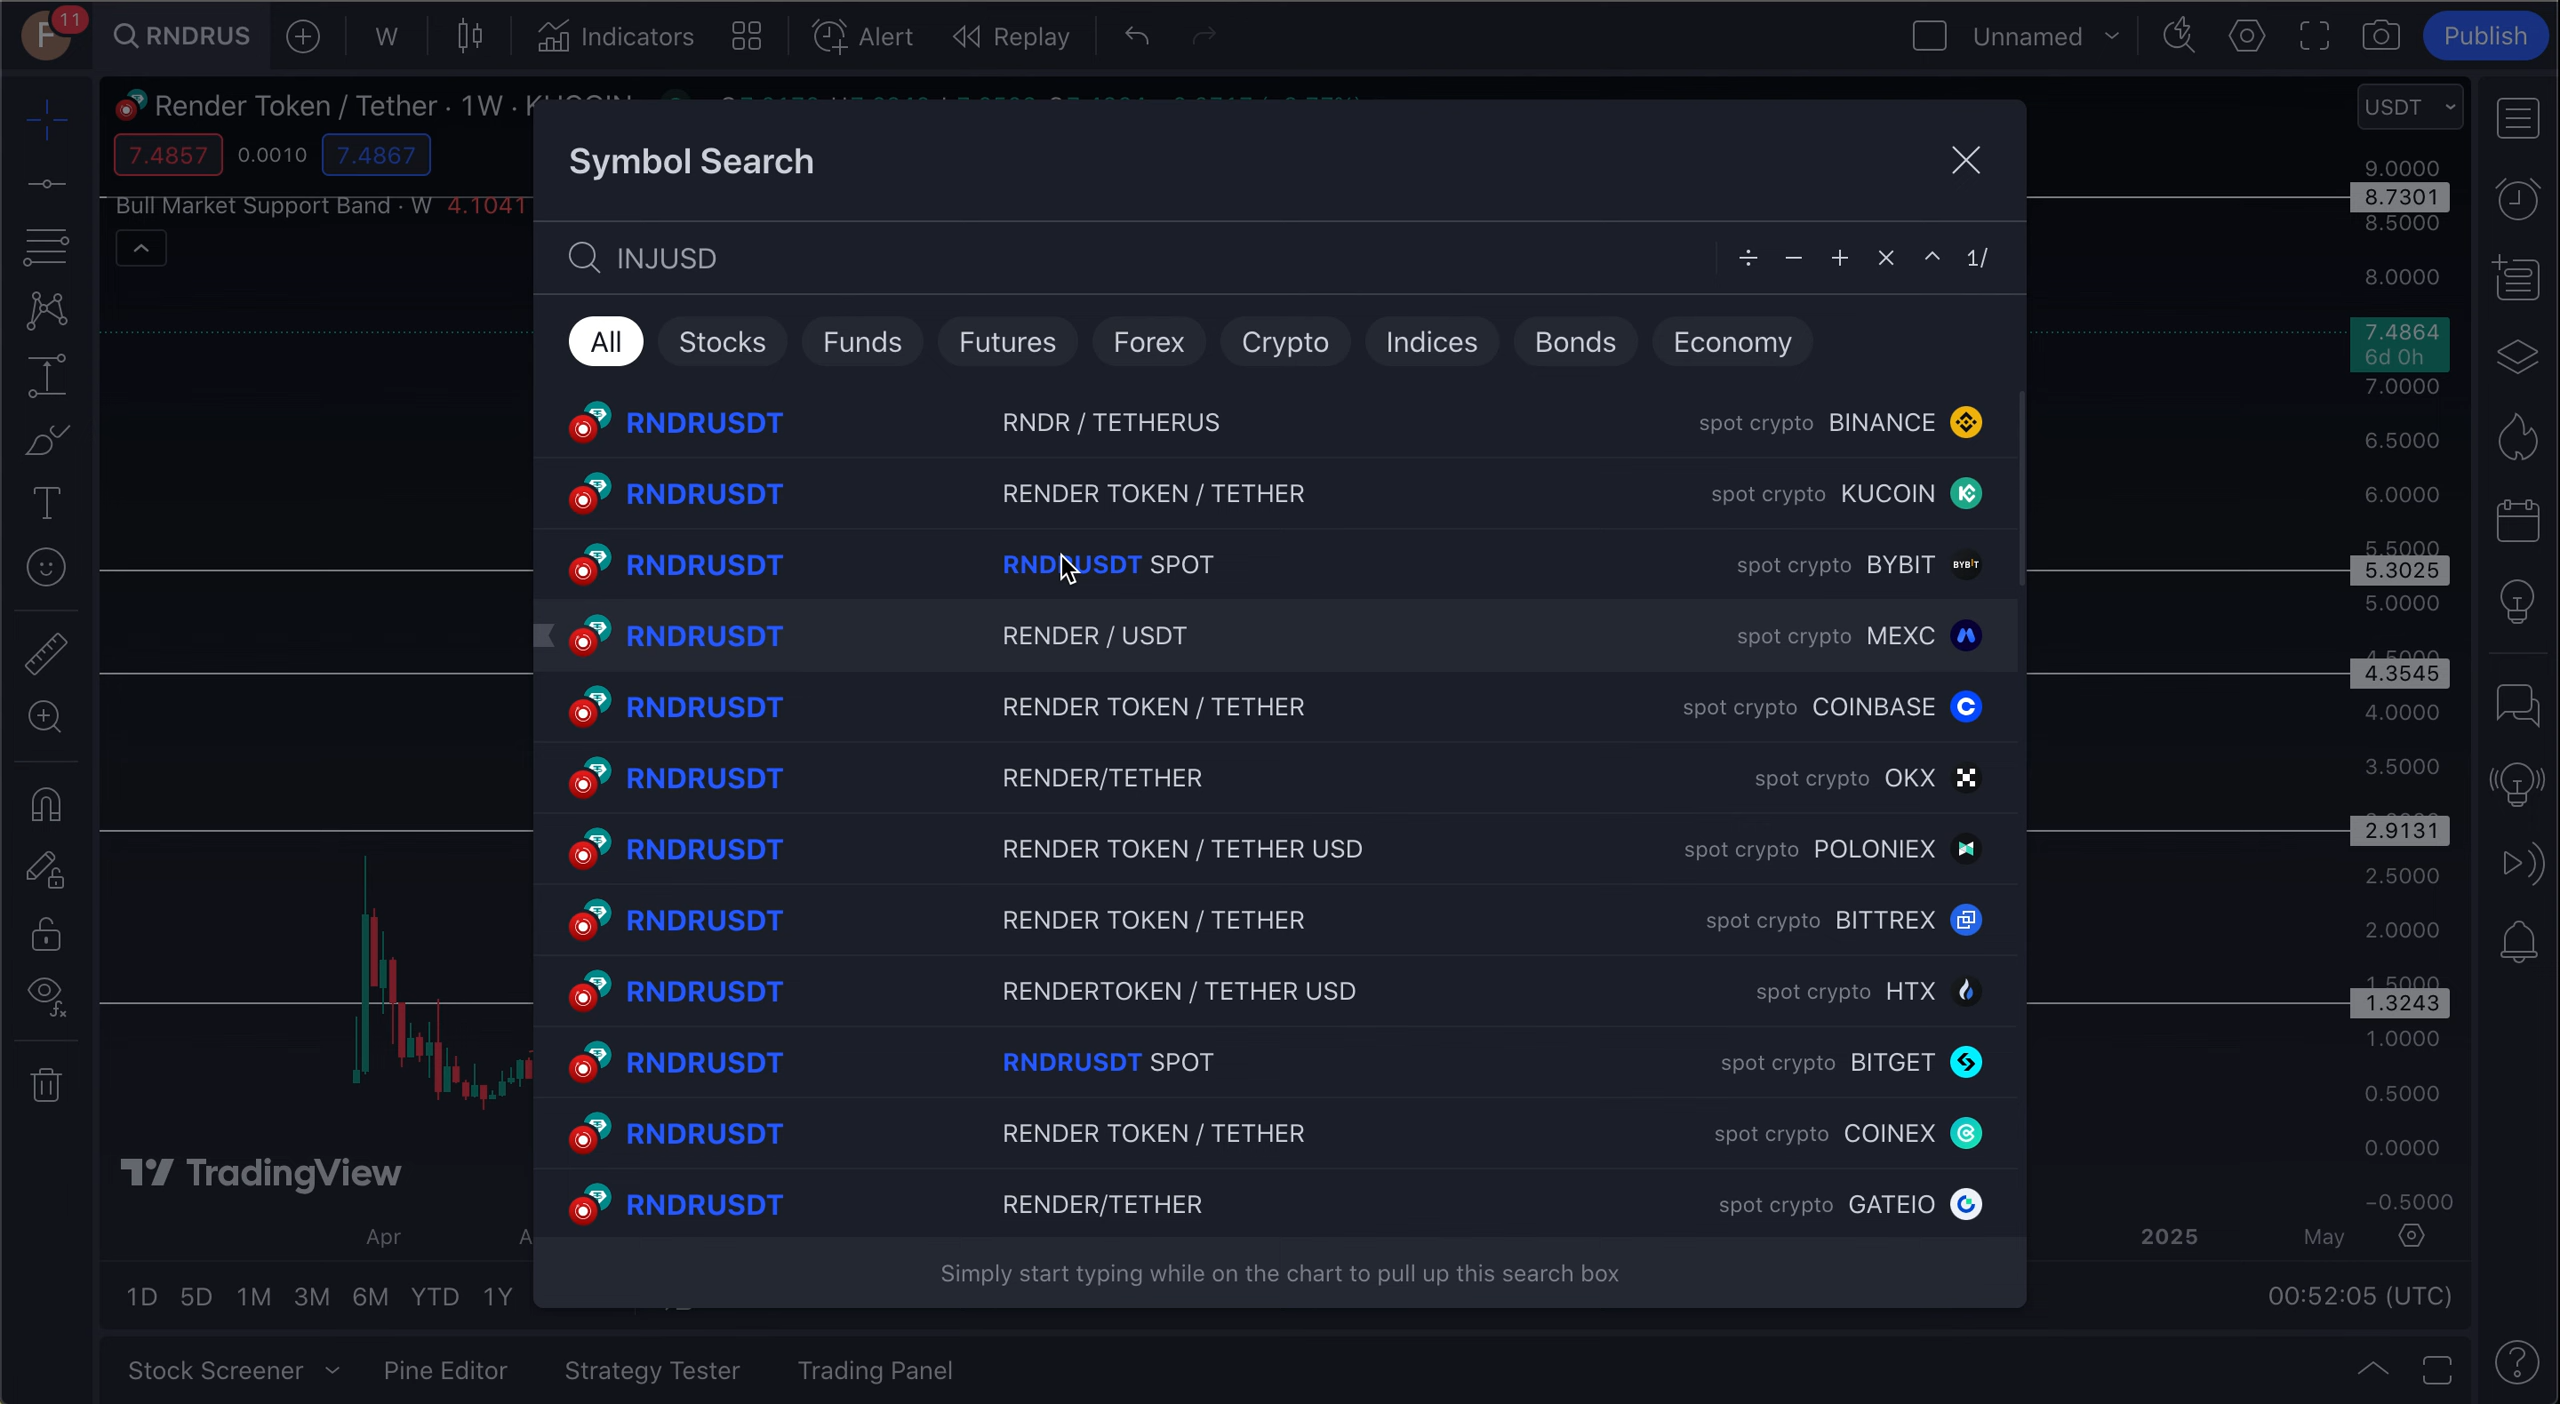 F 11 RNDRUS W Indicators Alert Replay Unnamed Publish
Render Token / Tether · 1W ·
USDT
7.4857 0.0010 7.4867
Bull Market Support Band · W 4.1041
Symbol Search
INJUSD ÷ − + × ^ 1/
All Stocks Funds Futures Forex Crypto Indices Bonds Economy
RNDRUSDT RNDR / TETHERUS spot crypto BINANCE
RNDRUSDT RENDER TOKEN / TETHER spot crypto KUCOIN
RNDRUSDT RNDRUSDT SPOT spot crypto BYBIT BYBIT
RNDRUSDT RENDER / USDT spot crypto MEXC
RNDRUSDT RENDER TOKEN / TETHER spot crypto COINBASE
RNDRUSDT RENDER/TETHER spot crypto OKX
RNDRUSDT RENDER TOKEN / TETHER USD spot crypto POLONIEX
RNDRUSDT RENDER TOKEN / TETHER spot crypto BITTREX
RNDRUSDT RENDERTOKEN / TETHER USD spot crypto HTX
RNDRUSDT RNDRUSDT SPOT spot crypto BITGET
RNDRUSDT RENDER TOKEN / TETHER spot crypto COINEX
RNDRUSDT RENDER/TETHER spot crypto GATEIO
Simply start typing while on the chart to pull up this search box
9.0000
8.7301
8.5000
8.0000
7.4864
6d 0h
7.0000
6.5000
6.0000
5.5000
5.3025
5.0000
4.5000
4.3545
4.0000
3.5000
2.9131
2.5000
2.0000
1.5000
1.3243
1.0000
0.5000
0.0000
−0.5000
TradingView
Apr 2025 May
1D 5D 1M 3M 6M YTD 1Y 00:52:05 (UTC)
Stock Screener Pine Editor Strategy Tester Trading Panel